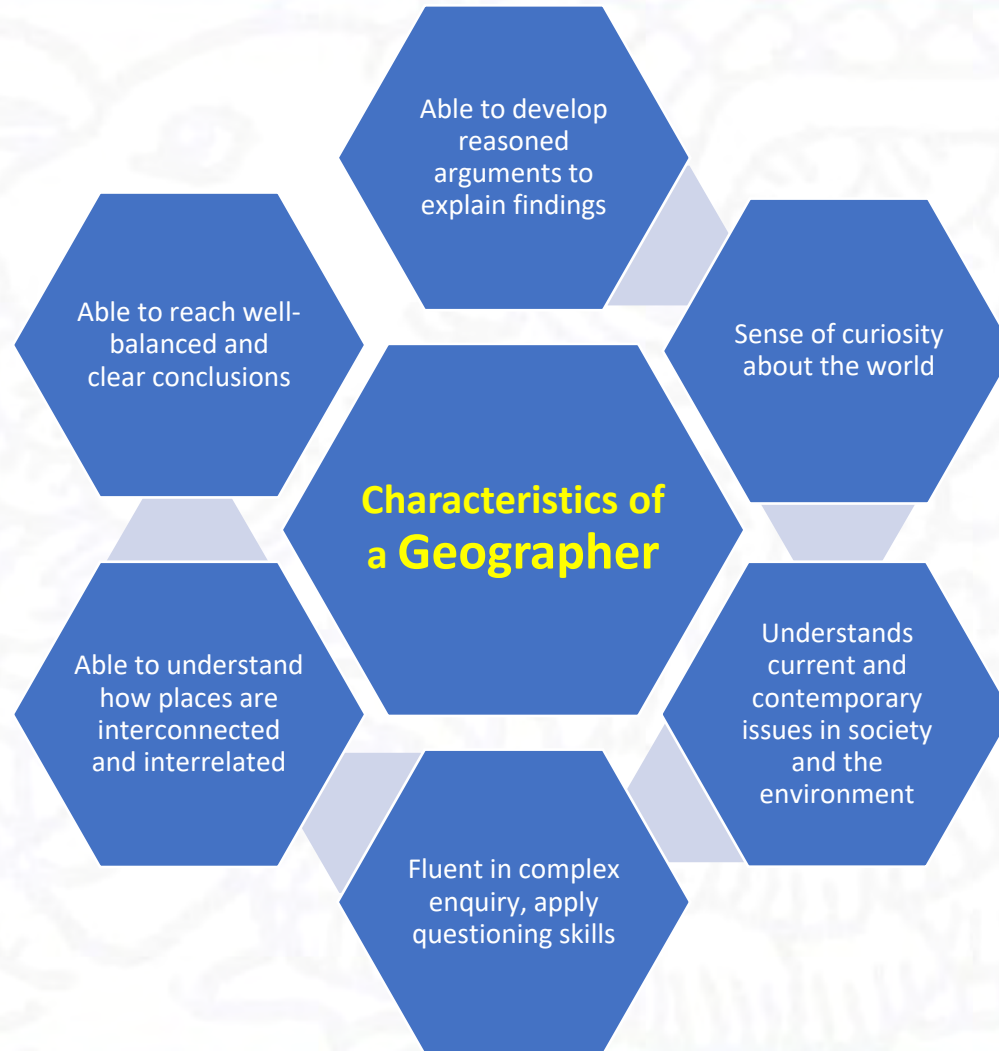 Able to develop
reasoned
arguments to
explain findings
Sense of curiosity
about the world
Understands
current and
contemporary
issues in society
and the
environment
Fluent in complex
enquiry, apply
questioning skills
Able to understand
how places are
interconnected
and interrelated
Able to reach well-
balanced and
clear conclusions
Characteristics of
a Geographer